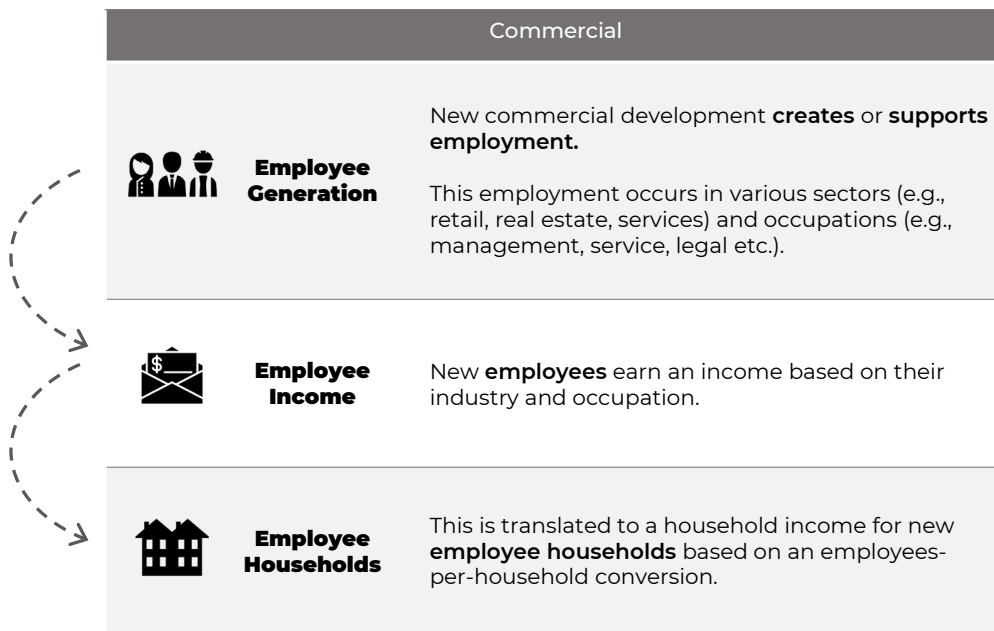 Commercial
Employee
Generation
New commercial development creates or supports
employment.
This employment occurs in various sectors (e.g.,
retail, real estate, services) and occupations (e.g.,
management, service, legal etc.).
$
Employee
Income
New employees earn an income based on their
industry and occupation.
Employee
Households
This is translated to a household income for new
employee households based on an employees-
per-household conversion.